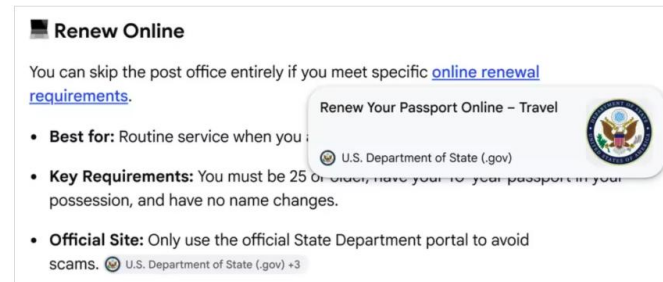 Renew Online
You can skip the post office entirely if you meet specific online renewal
requirements.
Renew Your Passport Online – Travel
U.S. Department of State (.gov)
• Best for: Routine service when you
• Key Requirements: You must be 25 or older, have your 10-year passport in your
possession, and have no name changes.
• Official Site: Only use the official State Department portal to avoid
scams. U.S. Department of State (.gov) +3